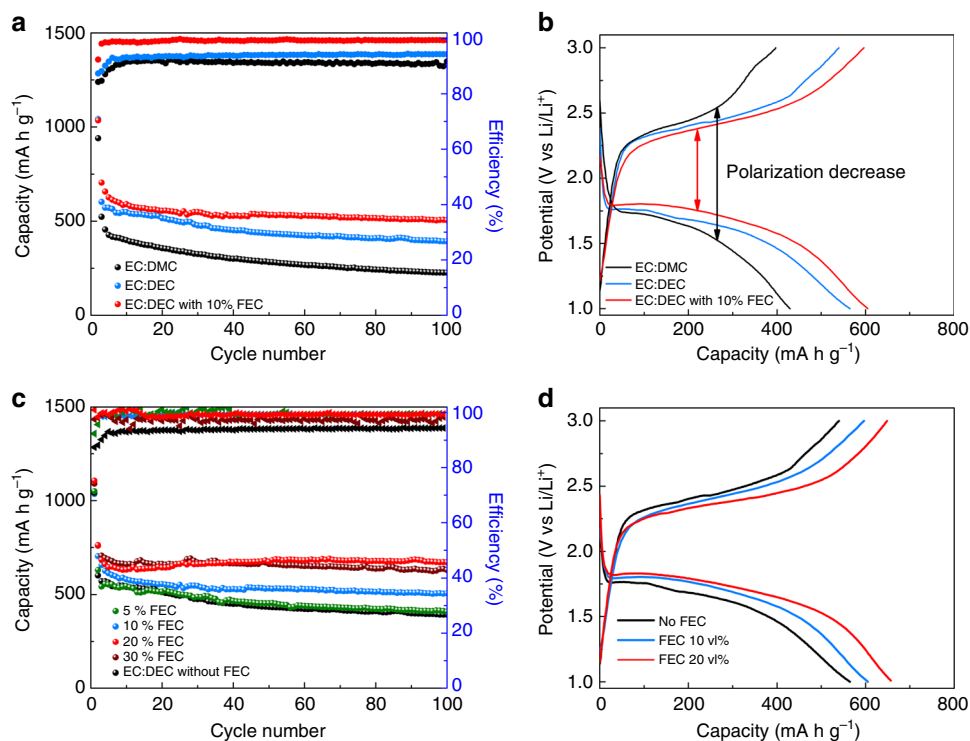 a
1500
1000
500
0
Capacity (mA h g⁻¹)
100
80
60
40
20
0
Efficiency (%)
EC:DMC
EC:DEC
EC:DEC with 10% FEC
0 20 40 60 80 100
Cycle number
b
3.0
2.5
2.0
1.5
1.0
Potential (V vs Li/Li⁺)
Polarization decrease
EC:DMC
EC:DEC
EC:DEC with 10% FEC
0 200 400 600 800
Capacity (mA h g⁻¹)
c
1500
1000
500
0
Capacity (mA h g⁻¹)
100
80
60
40
20
0
Efficiency (%)
5 % FEC
10 % FEC
20 % FEC
30 % FEC
EC:DEC without FEC
0 20 40 60 80 100
Cycle number
d
3.0
2.5
2.0
1.5
1.0
Potential (V vs Li/Li⁺)
No FEC
FEC 10 vl%
FEC 20 vl%
0 200 400 600 800
Capacity (mA h g⁻¹)